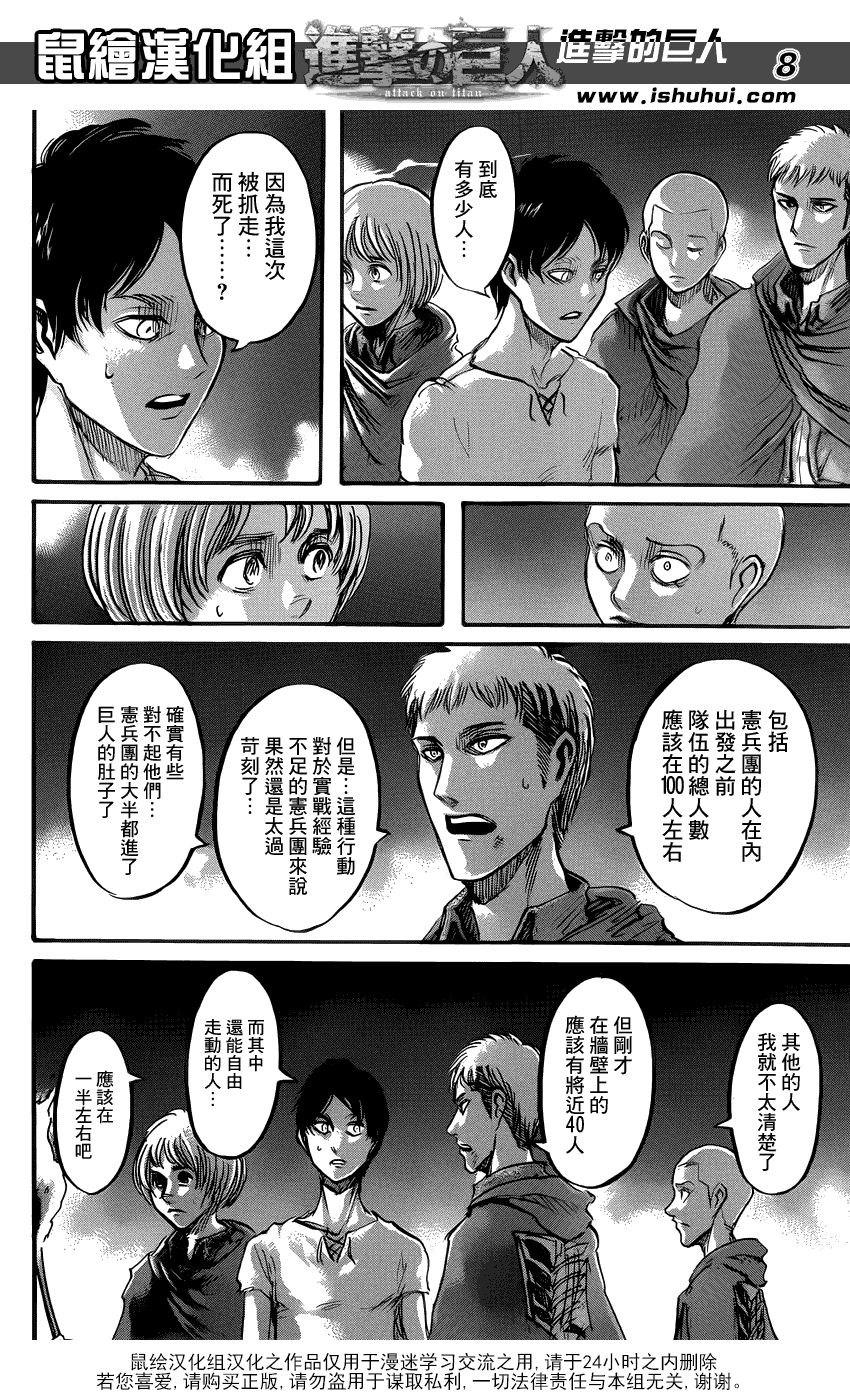 鼠繪漢化組
進撃の巨人
attack on titan
進擊的巨人
8
www.ishuhui.com
到底
有多少人…
因為我這次
被抓走…
而死了……?
包括
憲兵團的人在內
出發之前
隊伍的總人數
應該在100人左右
但是…這種行動
對於實戰經驗
不足的憲兵團來說
果然還是太過
苛刻了…
確實有些
對不起他們…
憲兵團的大半都進了
巨人的肚子了
其他的人
我就不太清楚了
但剛才
在牆壁上的
應該有將近40人
而其中
還能自由
走動的人…
應該在
一半左右吧
鼠绘汉化组汉化之作品仅用于漫迷学习交流之用,请于24小时之内删除
若您喜爱,请购买正版,请勿用于谋取私利,一切法律责任与本组无关,谢谢。